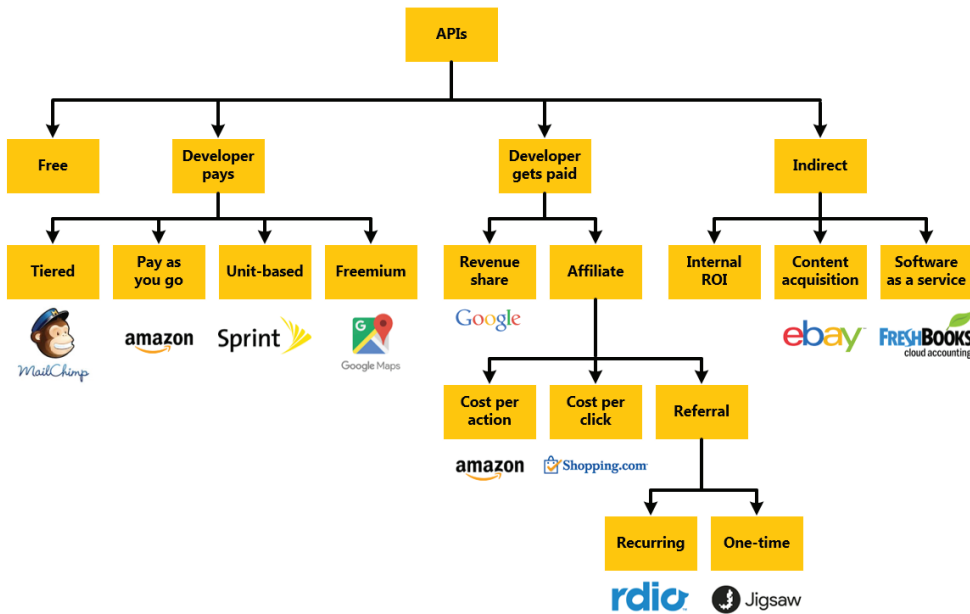 APIs
Free
Developer
pays
Developer
gets paid
Indirect
Tiered
Pay as
you go
Unit-based
Freemium
Revenue
share
Affiliate
Internal
ROI
Content
acquisition
Software
as a service
MailChimp
amazon
Sprint
G
Google Maps
Google
ebay
FRESHBOOKS
cloud accounting
Cost per
action
Cost per
click
Referral
amazon
Shopping.com
Recurring
One-time
rdio
Jigsaw